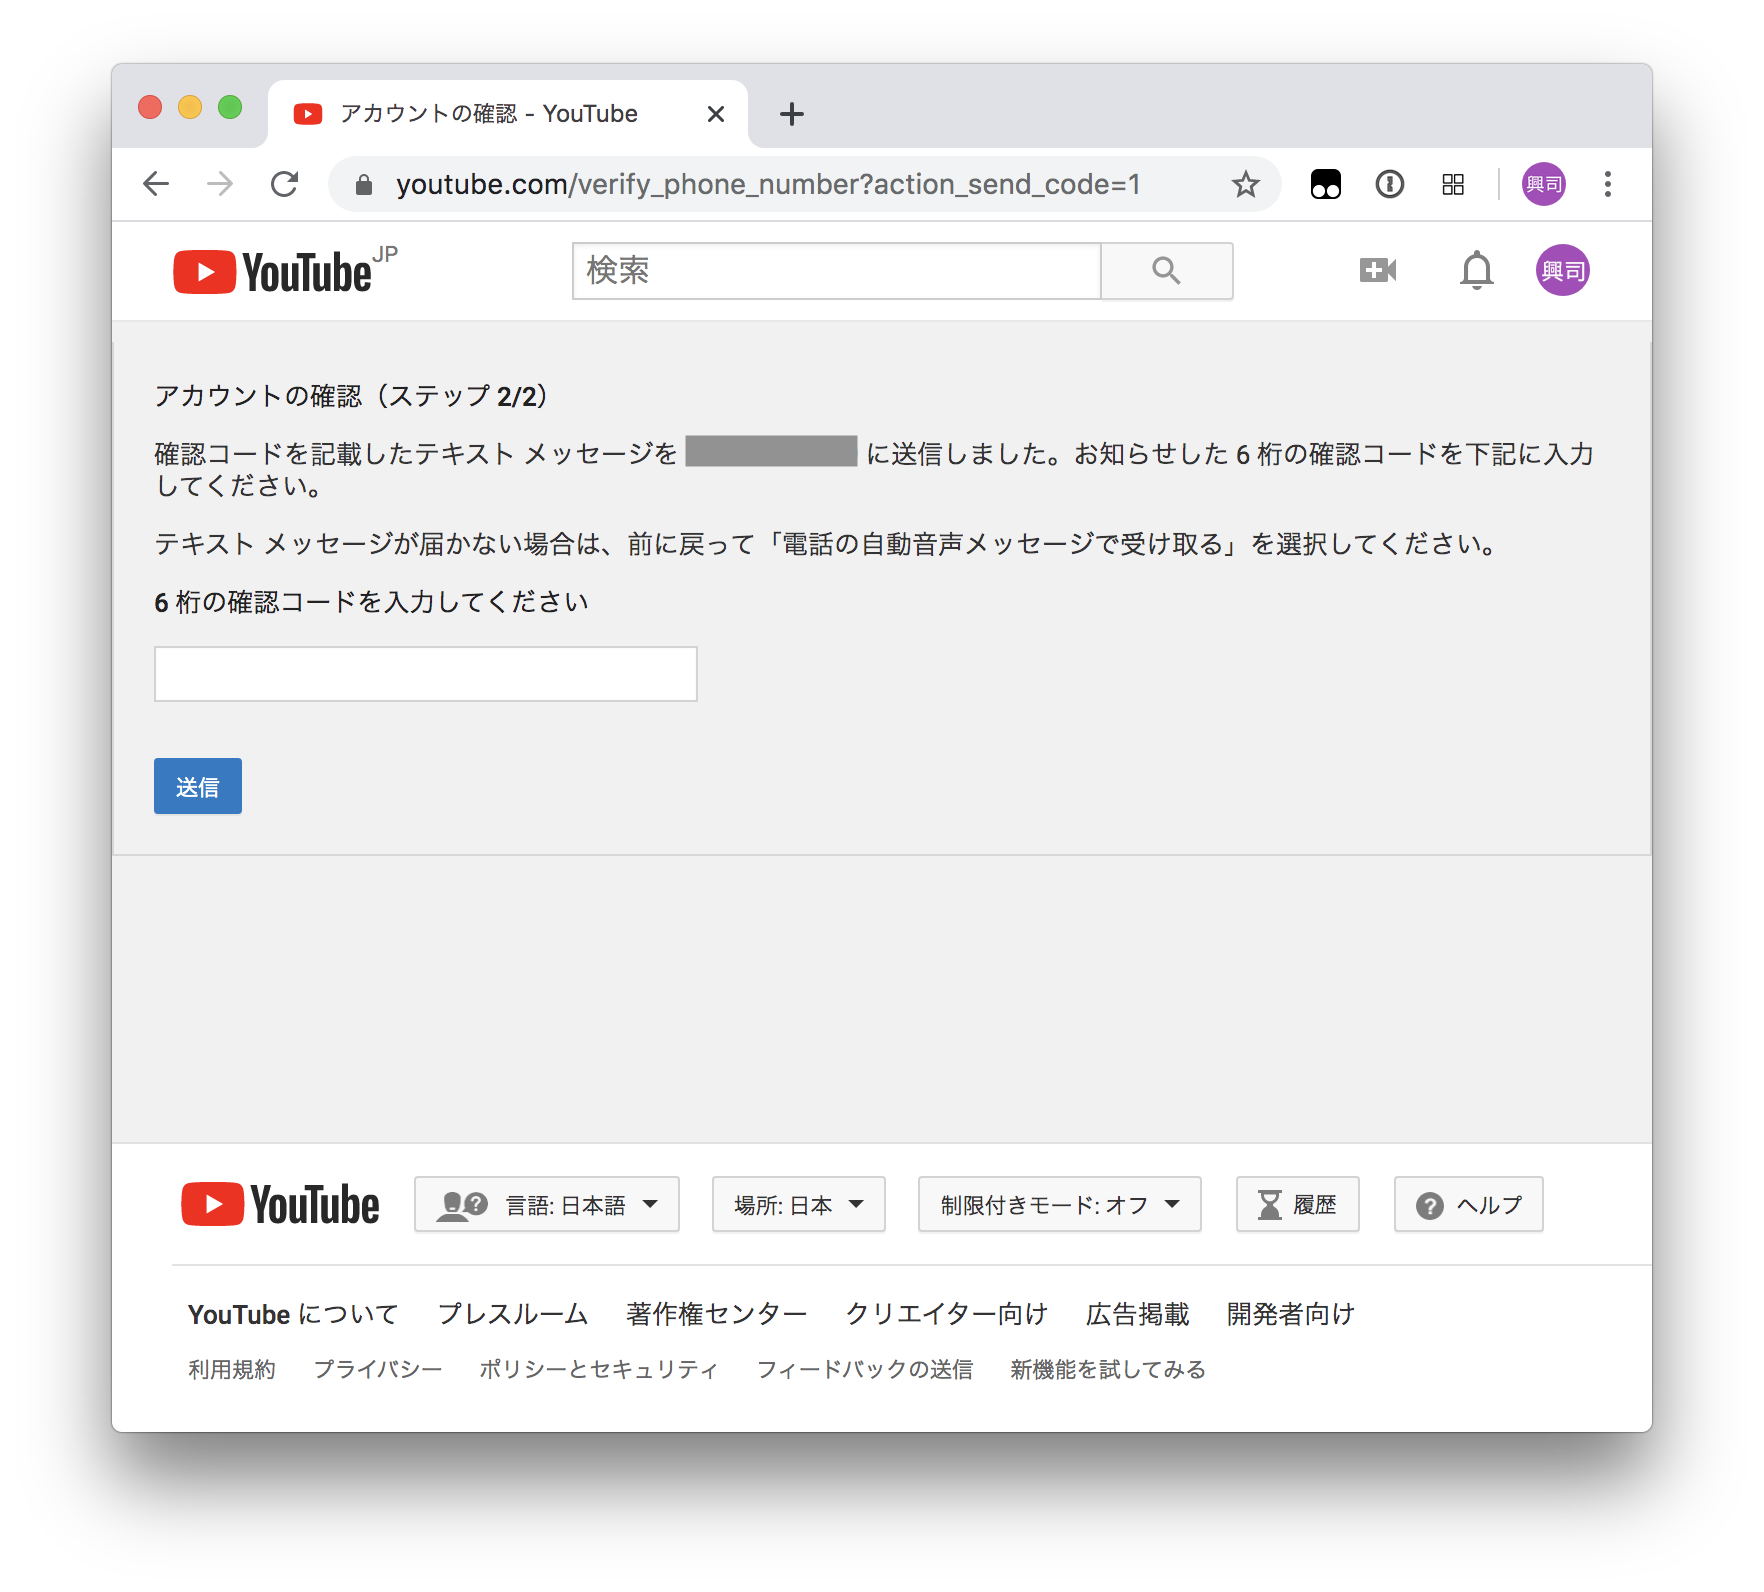 アカウントの確認 - YouTube
youtube.com/verify_phone_number?action_send_code=1
興司
YouTube JP
検索
興司
アカウントの確認（ステップ 2/2）
確認コードを記載したテキスト メッセージを に送信しました。お知らせした 6 桁の確認コードを下記に入力
してください。
テキスト メッセージが届かない場合は、前に戻って「電話の自動音声メッセージで受け取る」を選択してください。
6 桁の確認コードを入力してください
送信
YouTube 言語: 日本語 場所: 日本 制限付きモード: オフ 履歴 ヘルプ
YouTube について プレスルーム 著作権センター クリエイター向け 広告掲載 開発者向け
利用規約 プライバシー ポリシーとセキュリティ フィードバックの送信 新機能を試してみる